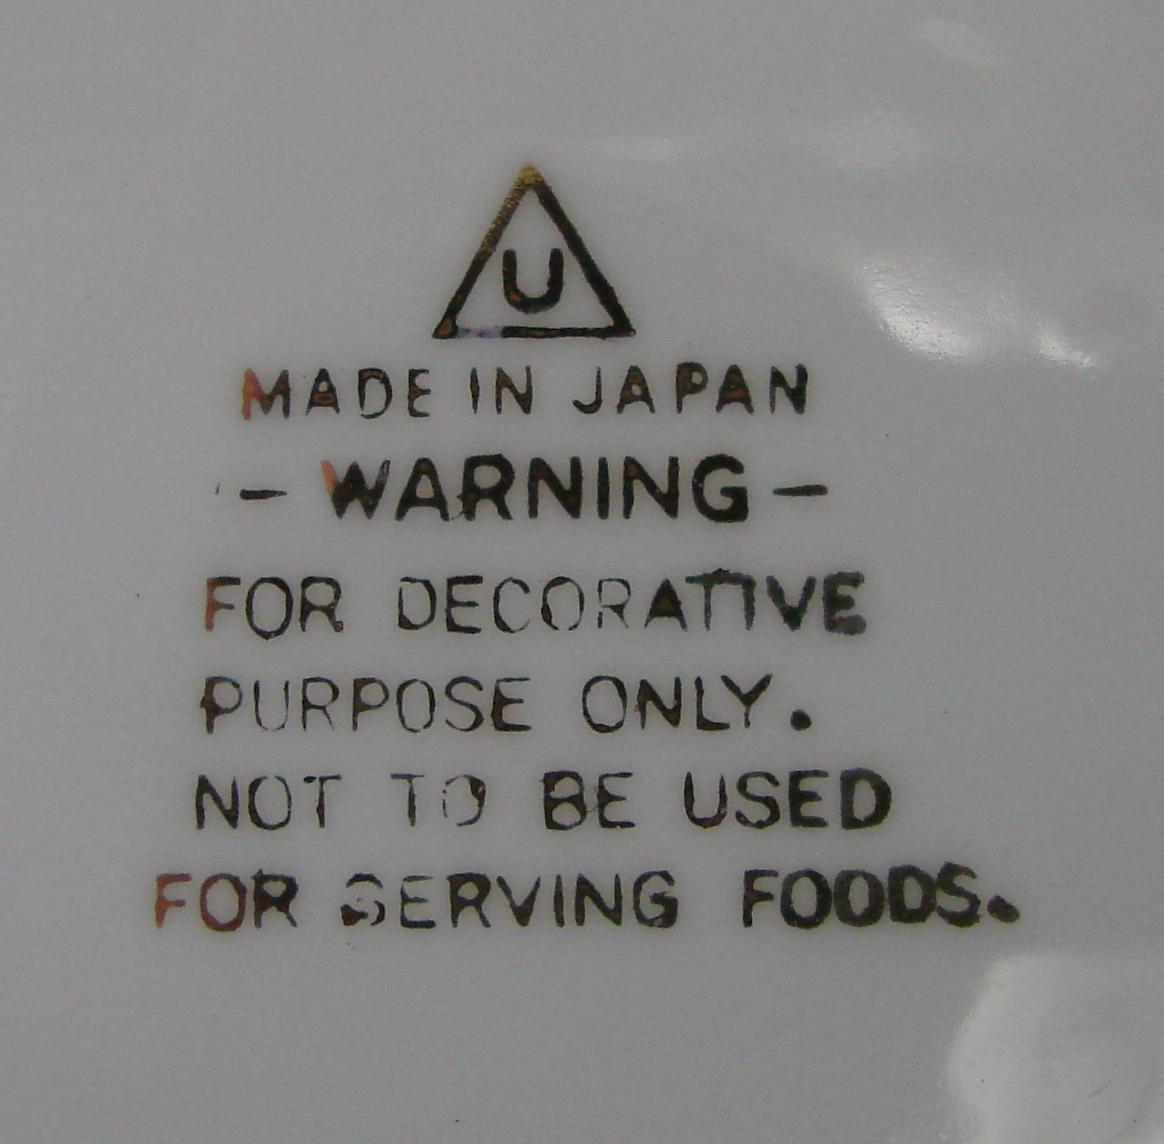 U
MADE IN JAPAN
- WARNING -
FOR DECORATIVE
PURPOSE ONLY.
NOT TO BE USED
FOR SERVING FOODS.